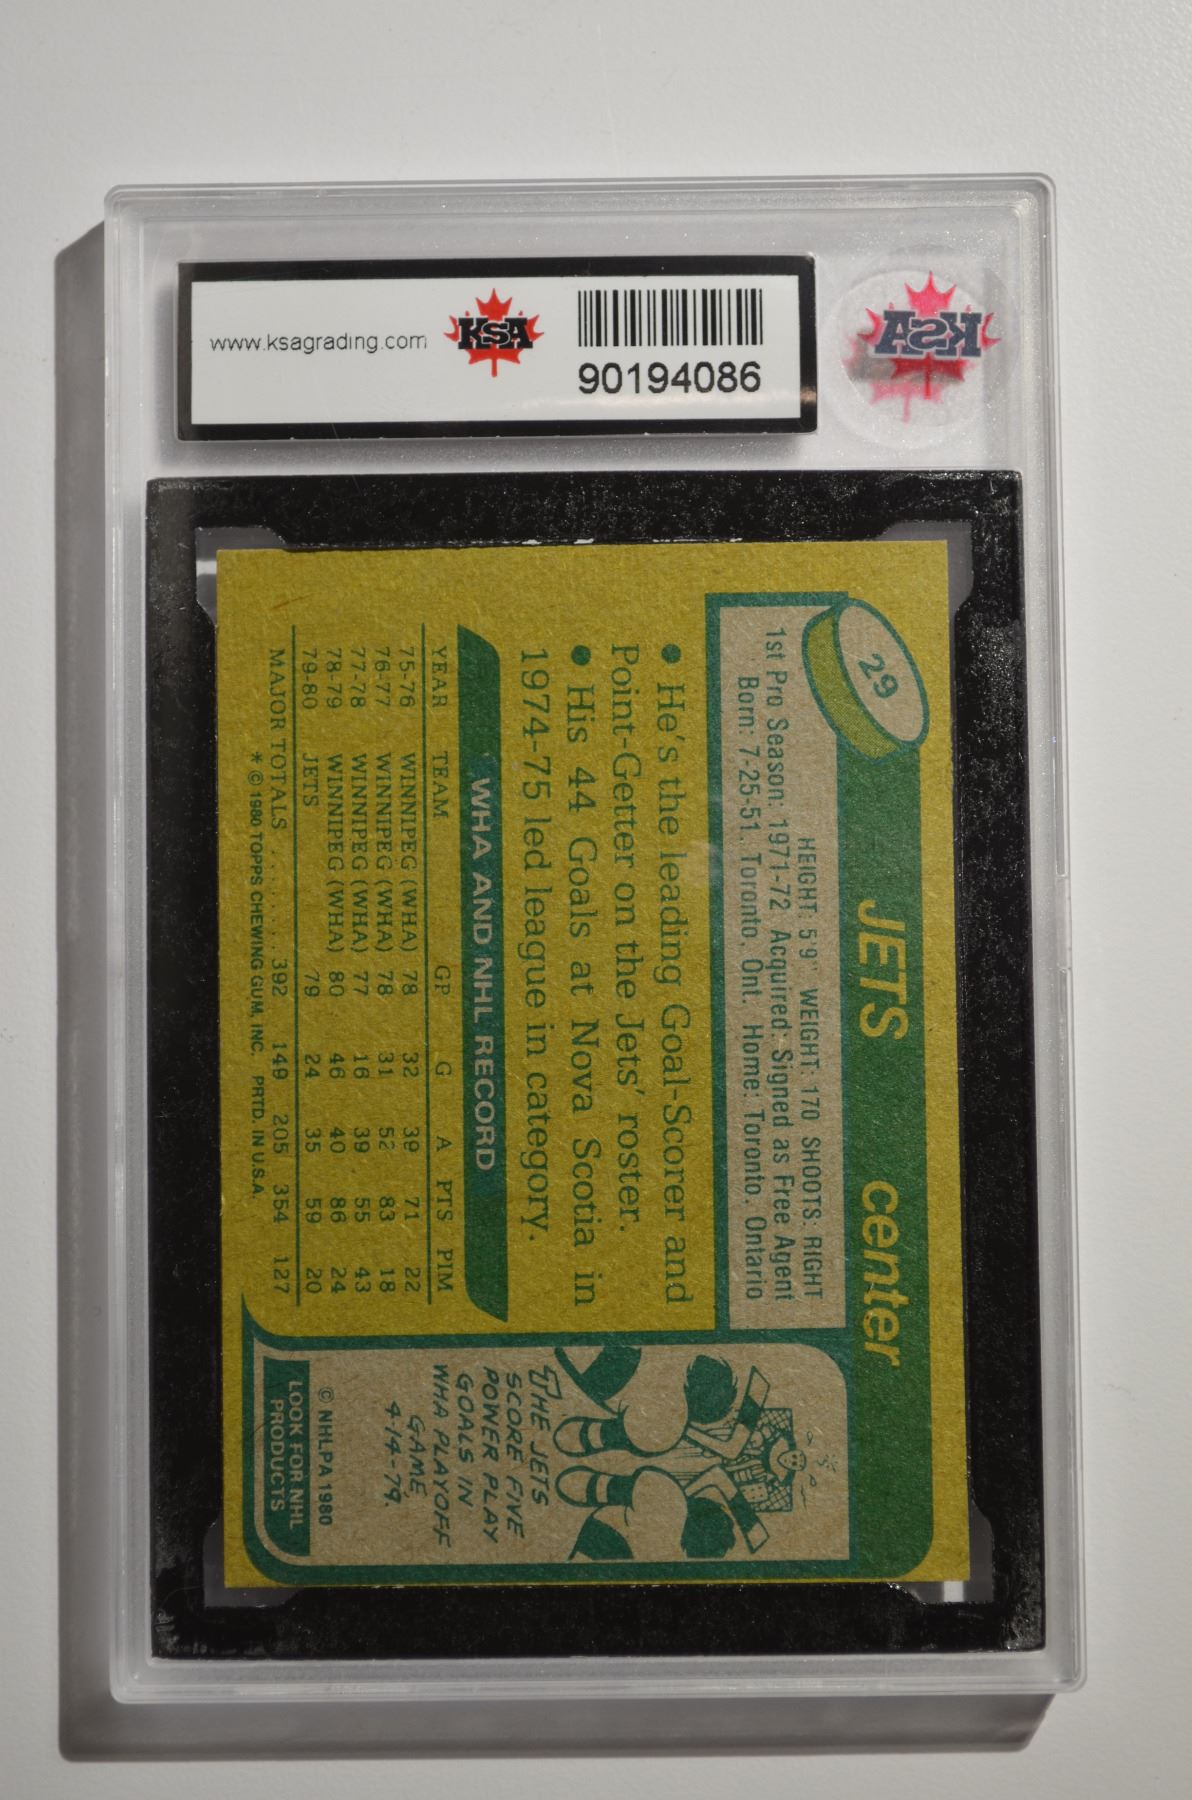 www.ksagrading.com
KSA
90194086
KSA
29
JETS center
HEIGHT: 5'9" WEIGHT: 170 SHOOTS: RIGHT
1st Pro Season: 1971-72 Acquired: Signed as Free Agent
Born: 7-25-51, Toronto, Ont. Home: Toronto, Ontario
● He's the leading Goal-Scorer and
Point-Getter on the Jets' roster.
● His 44 Goals at Nova Scotia in
1974-75 led league in category.
WHA AND NHL RECORD
YEAR TEAM GP G A PTS PIM
75-76 WINNIPEG (WHA) 78 32 39 71 22
76-77 WINNIPEG (WHA) 78 31 52 83 18
77-78 WINNIPEG (WHA) 77 16 39 55 43
78-79 WINNIPEG (WHA) 80 46 40 86 24
79-80 JETS 79 24 35 59 20
MAJOR TOTALS . . . . . . . . 392 149 205 354 127
* © 1980 TOPPS CHEWING GUM, INC. PRTD. IN U.S.A.
THE JETS
SCORE FIVE
POWER PLAY
GOALS IN
WHA PLAYOFF
GAME,
4-14-79.
© NHLPA 1980
LOOK FOR NHL
PRODUCTS